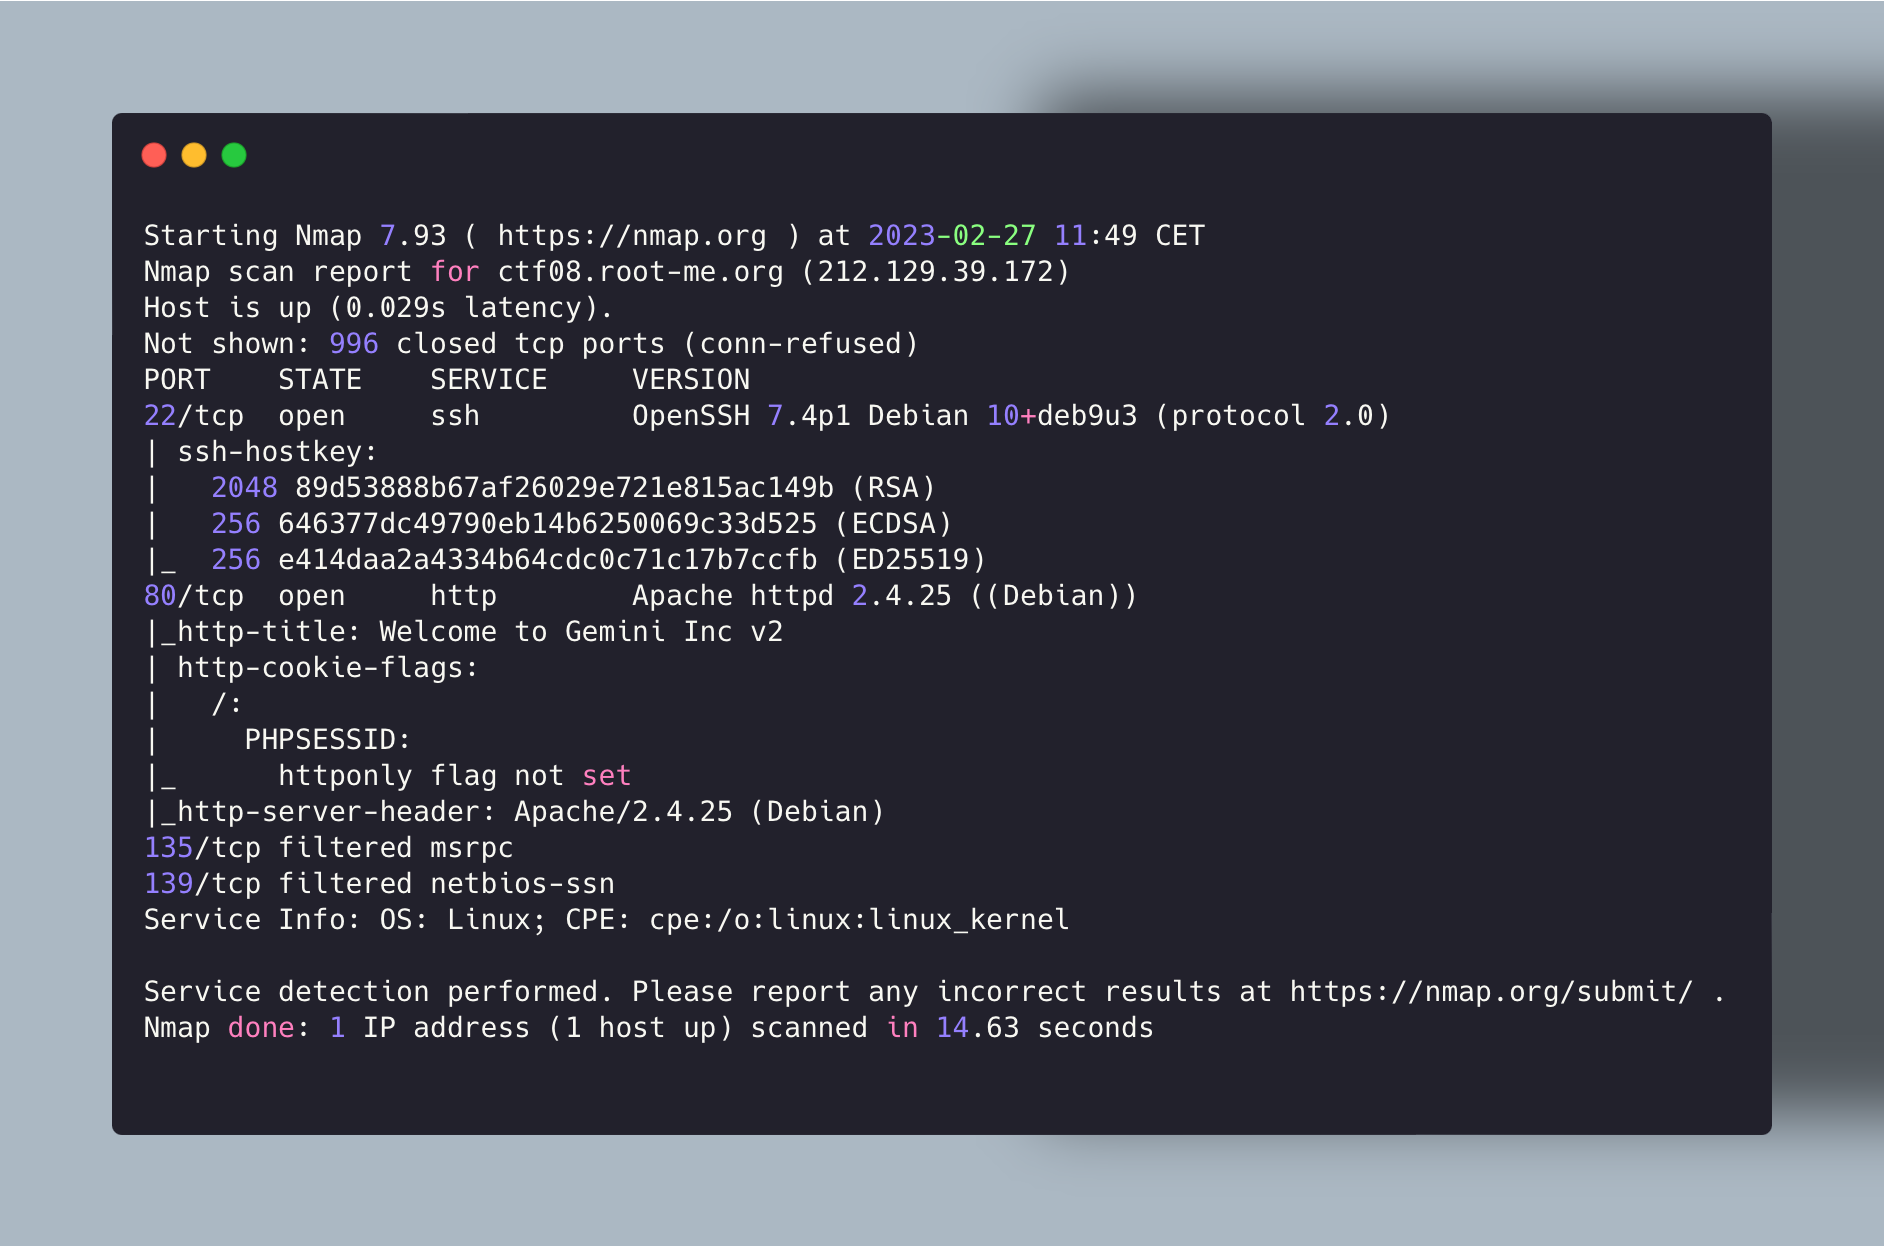 Starting Nmap 7.93 ( https://nmap.org ) at 2023-02-27 11:49 CET
Nmap scan report for ctf08.root-me.org (212.129.39.172)
Host is up (0.029s latency).
Not shown: 996 closed tcp ports (conn-refused)
PORT    STATE    SERVICE     VERSION
22/tcp  open     ssh         OpenSSH 7.4p1 Debian 10+deb9u3 (protocol 2.0)
| ssh-hostkey:
|   2048 89d53888b67af26029e721e815ac149b (RSA)
|   256 646377dc49790eb14b6250069c33d525 (ECDSA)
|_  256 e414daa2a4334b64cdc0c71c17b7ccfb (ED25519)
80/tcp  open     http        Apache httpd 2.4.25 ((Debian))
|_http-title: Welcome to Gemini Inc v2
| http-cookie-flags:
|   /:
|     PHPSESSID:
|_      httponly flag not set
|_http-server-header: Apache/2.4.25 (Debian)
135/tcp filtered msrpc
139/tcp filtered netbios-ssn
Service Info: OS: Linux; CPE: cpe:/o:linux:linux_kernel

Service detection performed. Please report any incorrect results at https://nmap.org/submit/ .
Nmap done: 1 IP address (1 host up) scanned in 14.63 seconds